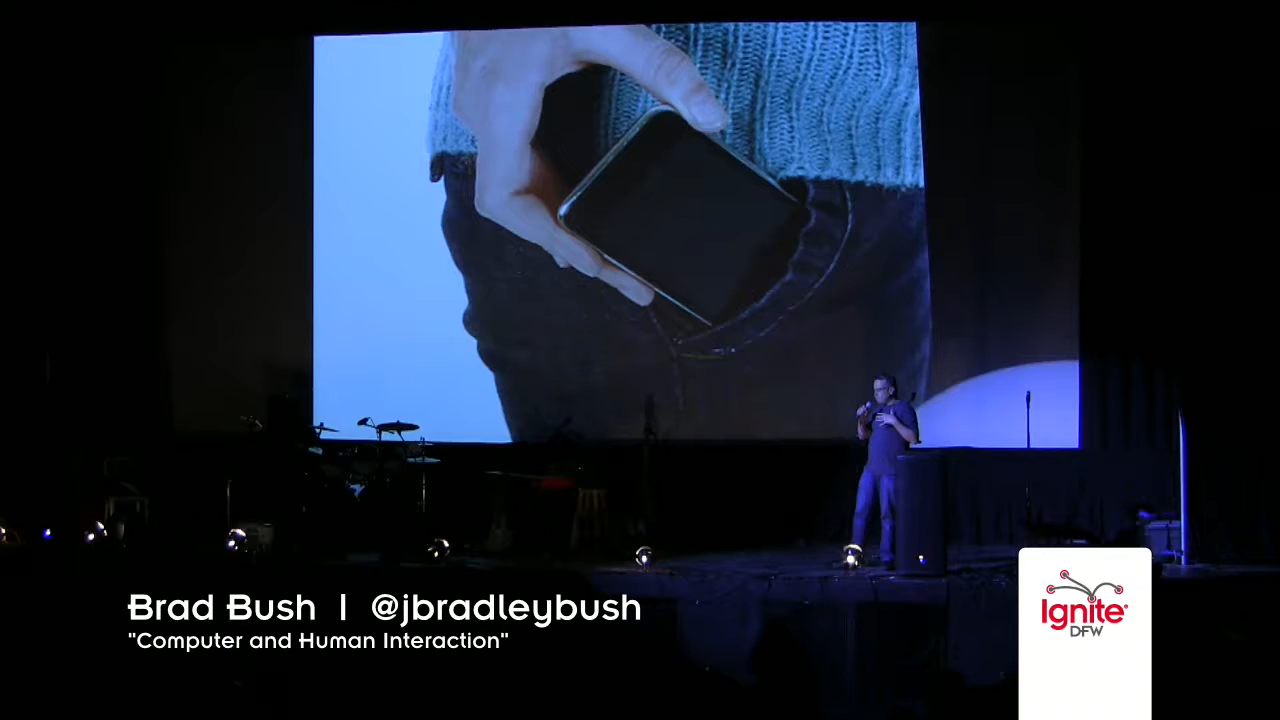 Brad Bush | @jbradleybush
"Computer and Human Interaction"
Ignite
DFW